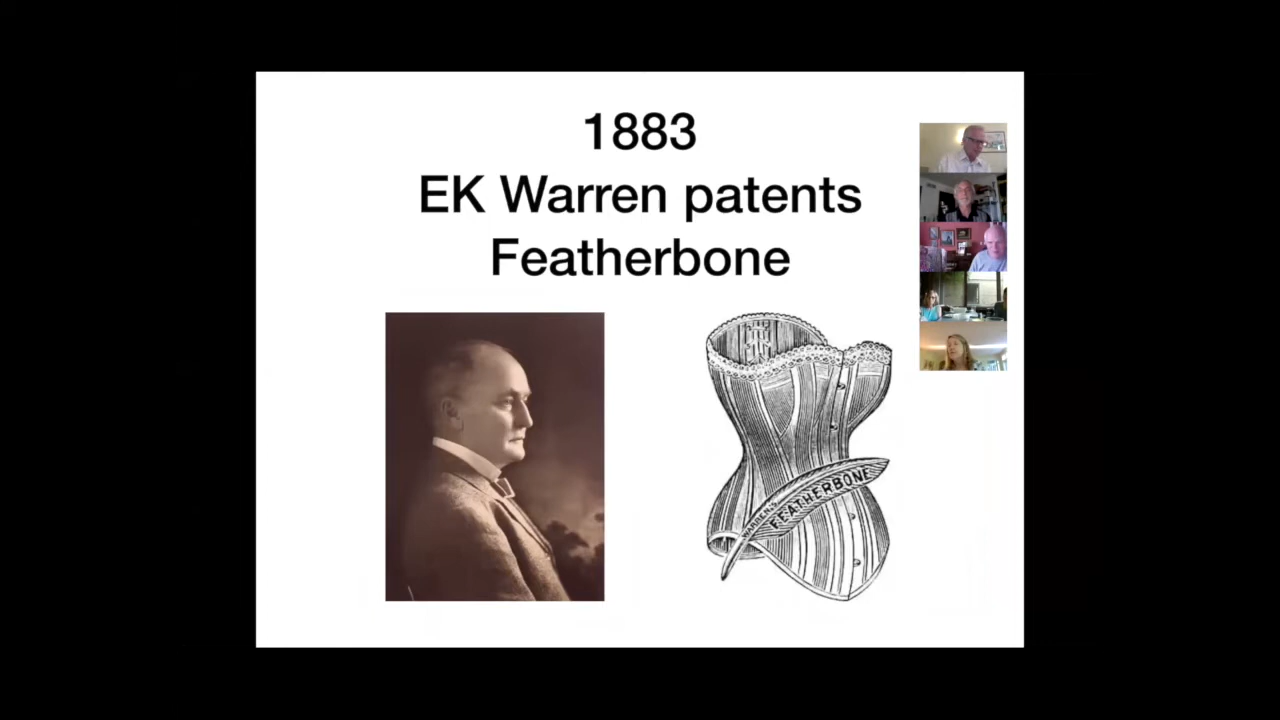 1883
EK Warren patents
Featherbone
WARREN'S
FEATHERBONE